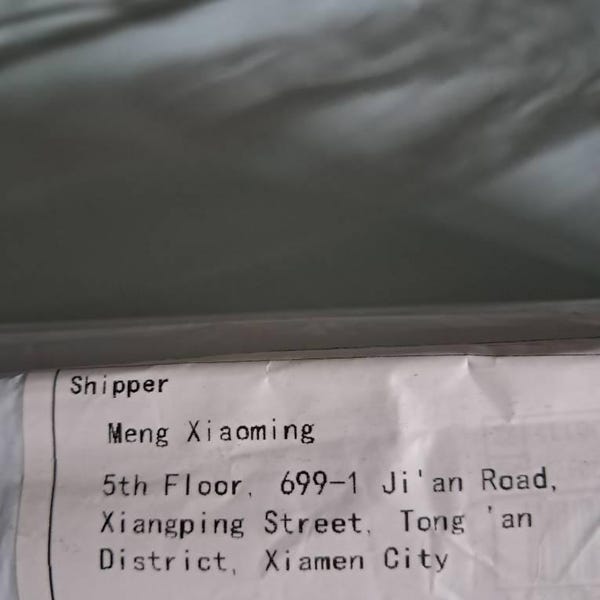 Shipper
Meng Xiaoming
5th Floor, 699-1 Ji'an Road,
Xiangping Street, Tong 'an
District, Xiamen City